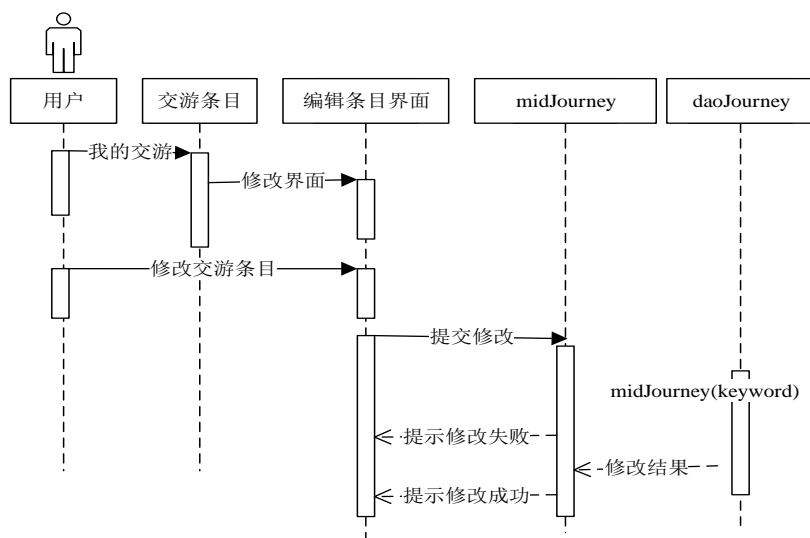 用户
交游条目
编辑条目界面
midJourney
daoJourney
我的交游
修改界面
修改交游条目
提交修改
midJourney(keyword)
提示修改失败
修改结果
提示修改成功